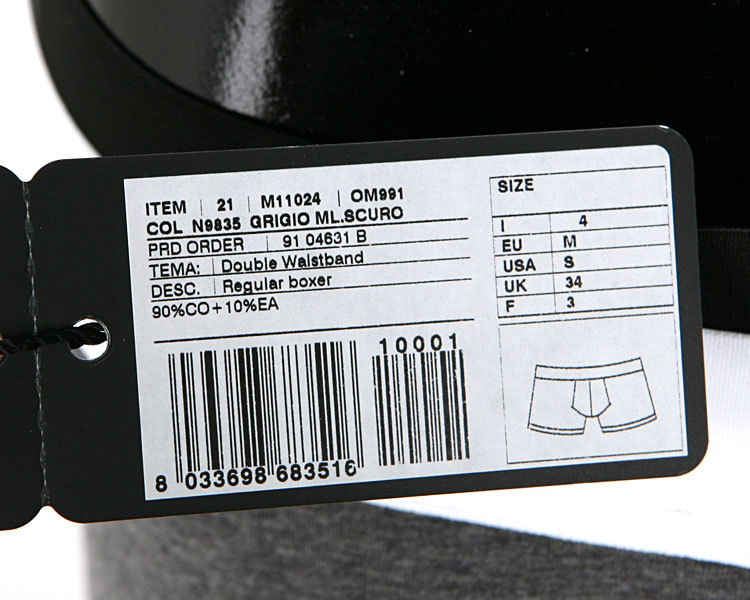 ITEM 21 M11024 OM991
COL N9835 GRIGIO ML.SCURO
PRD ORDER 91 04631 B
TEMA: Double Waistband
DESC. Regular boxer
90%CO+10%EA
SIZE
I 4
EU M
USA S
UK 34
F 3
10001
8 033698 683516